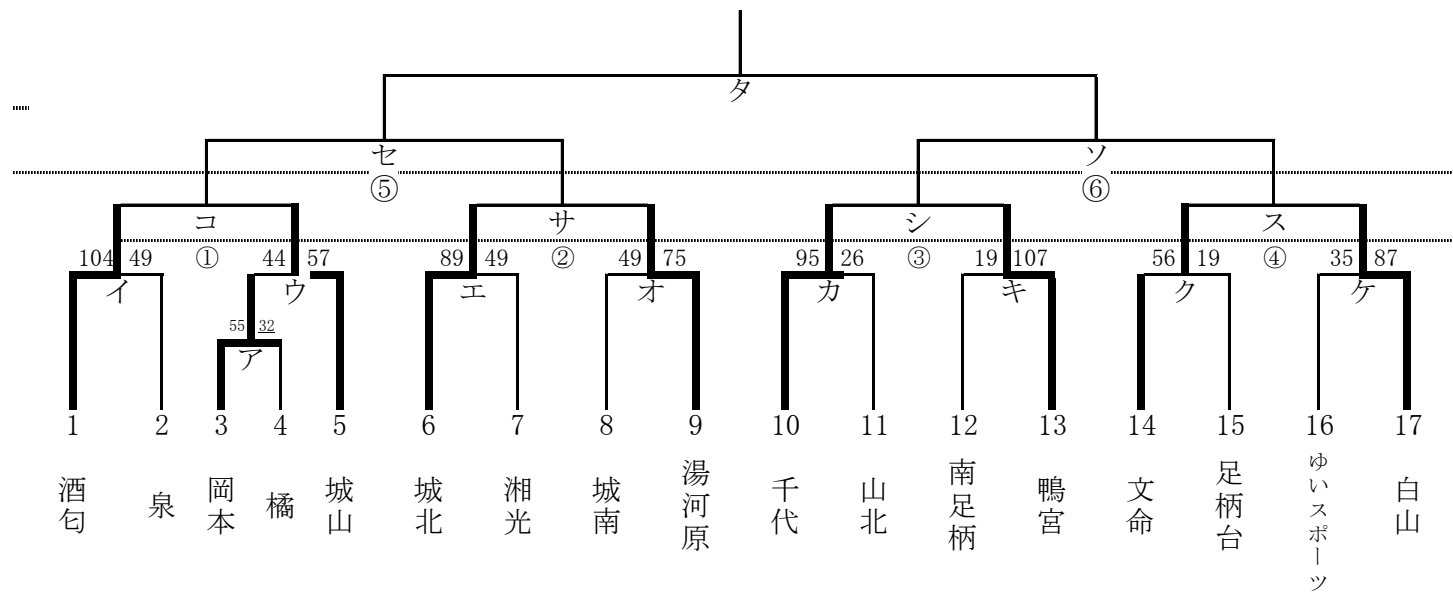 タ
セ ソ
⑤ ⑥
コ サ シ ス
① ② ③ ④
104 49 44 57 89 49 49 75 95 26 19 107 56 19 35 87
イ ウ エ オ カ キ ク ケ
55 32
ア
1 2 3 4 5 6 7 8 9 10 11 12 13 14 15 16 17
酒匂 泉 岡本 橘 城山 城北 湘光 城南 湯河原 千代 山北 南足柄 鴨宮 文命 足柄台 ゆいスポーツ 白山